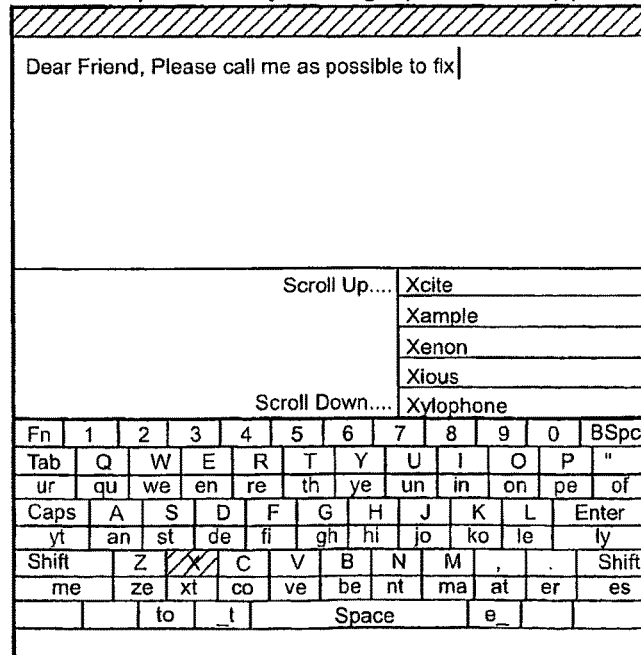 Dear Friend, Please call me as possible to fix
Scroll Up.... Xcite
Xample
Xenon
Xious
Scroll Down.... Xylophone
Fn 1 2 3 4 5 6 7 8 9 0 BSpc
Tab Q W E R T Y U I O P "
ur qu we en re th ye un in on pe of
Caps A S D F G H J K L Enter
yt an st de fi gh hi jo ko le ly
Shift Z X C V B N M , . Shift
me ze xt co ve be nt ma at er es
to _t Space e_